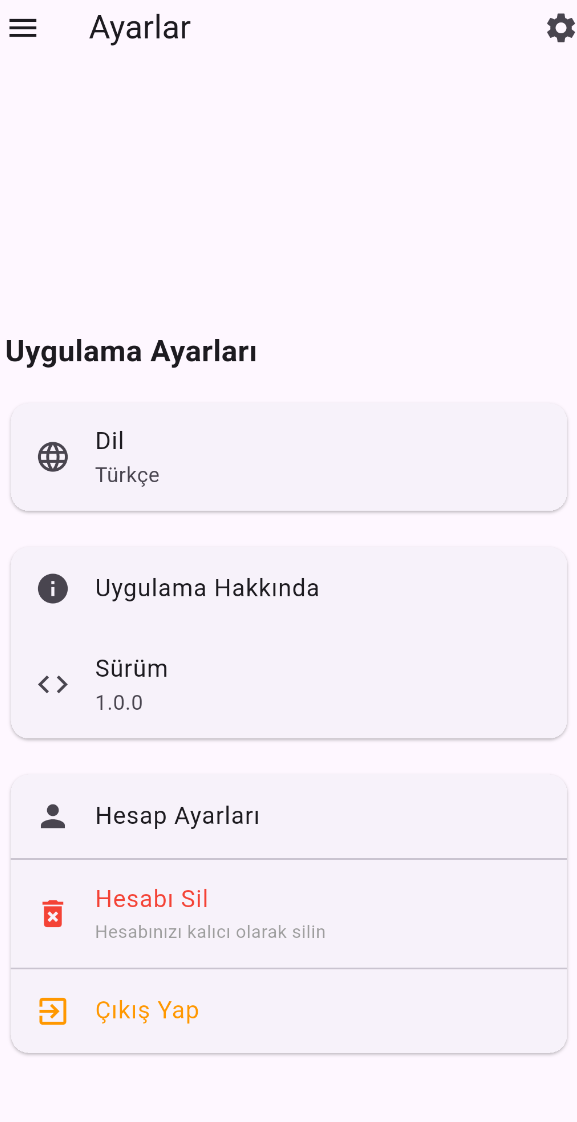 Ayarlar
Uygulama Ayarları
Dil
Türkçe
Uygulama Hakkında
Sürüm
1.0.0
Hesap Ayarları
Hesabı Sil
Hesabınızı kalıcı olarak silin
Çıkış Yap